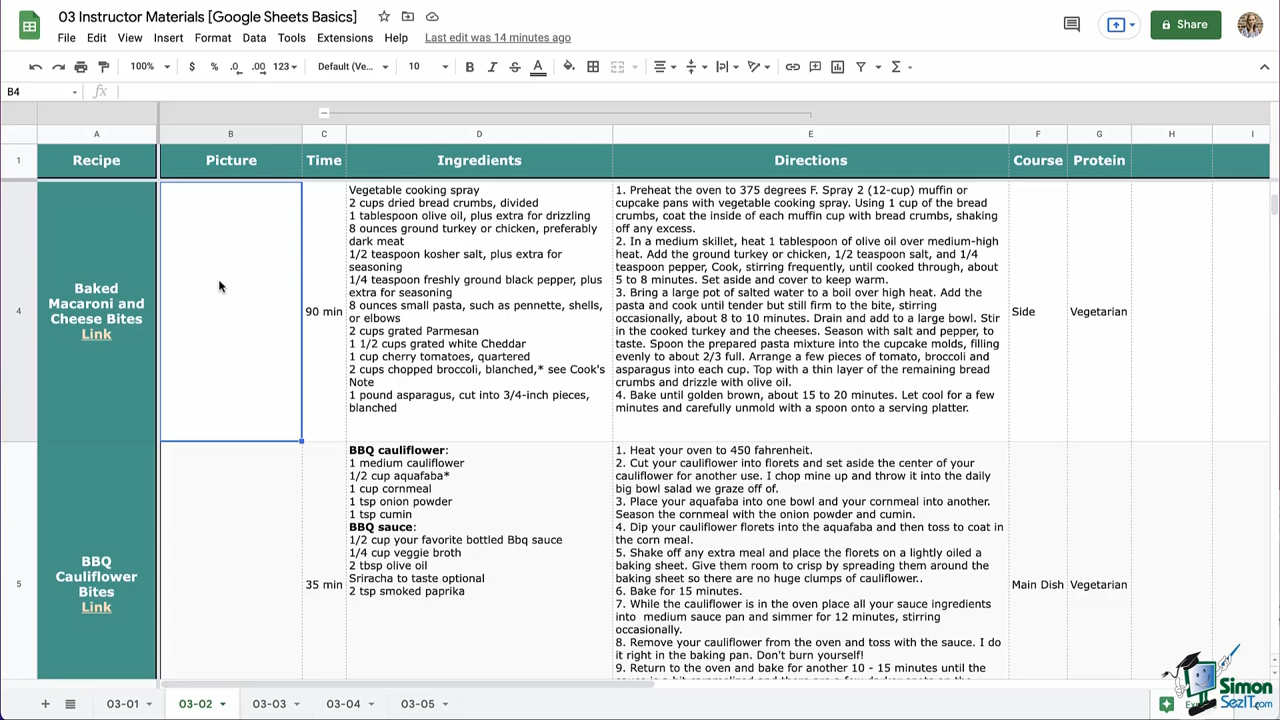 03 Instructor Materials [Google Sheets Basics]
File Edit View Insert Format Data Tools Extensions Help Last edit was 14 minutes ago
Share
100% $ % .0 .00 123 Default (Ve... 10 B I S A Σ
B4 fx
A B C D E F G H I
1 Recipe Picture Time Ingredients Directions Course Protein
4
Baked
Macaroni and
Cheese Bites
Link
90 min
Vegetable cooking spray
2 cups dried bread crumbs, divided
1 tablespoon olive oil, plus extra for drizzling
8 ounces ground turkey or chicken, preferably
dark meat
1/2 teaspoon kosher salt, plus extra for
seasoning
1/4 teaspoon freshly ground black pepper, plus
extra for seasoning
8 ounces small pasta, such as pennette, shells,
or elbows
2 cups grated Parmesan
1 1/2 cups grated white Cheddar
1 cup cherry tomatoes, quartered
2 cups chopped broccoli, blanched,* see Cook's
Note
1 pound asparagus, cut into 3/4-inch pieces,
blanched
1. Preheat the oven to 375 degrees F. Spray 2 (12-cup) muffin or
cupcake pans with vegetable cooking spray. Using 1 cup of the bread
crumbs, coat the inside of each muffin cup with bread crumbs, shaking
off any excess.
2. In a medium skillet, heat 1 tablespoon of olive oil over medium-high
heat. Add the ground turkey or chicken, 1/2 teaspoon salt, and 1/4
teaspoon pepper, Cook, stirring frequently, until cooked through, about
5 to 8 minutes. Set aside and cover to keep warm.
3. Bring a large pot of salted water to a boil over high heat. Add the
pasta and cook until tender but still firm to the bite, stirring
occasionally, about 8 to 10 minutes. Drain and add to a large bowl. Stir
in the cooked turkey and the cheeses. Season with salt and pepper, to
taste. Spoon the prepared pasta mixture into the cupcake molds, filling
evenly to about 2/3 full. Arrange a few pieces of tomato, broccoli and
asparagus into each cup. Top with a thin layer of the remaining bread
crumbs and drizzle with olive oil.
4. Bake until golden brown, about 15 to 20 minutes. Let cool for a few
minutes and carefully unmold with a spoon onto a serving platter.
Side
Vegetarian
5
BBQ
Cauliflower
Bites
Link
35 min
BBQ cauliflower:
1 medium cauliflower
1/2 cup aquafaba*
1 cup cornmeal
1 tsp onion powder
1 tsp cumin
BBQ sauce:
1/2 cup your favorite bottled Bbq sauce
1/4 cup veggie broth
2 tbsp olive oil
Sriracha to taste optional
2 tsp smoked paprika
1. Heat your oven to 450 fahrenheit.
2. Cut your cauliflower into florets and set aside the center of your
cauliflower for another use. I chop mine up and throw it into the daily
big bowl salad we graze off of.
3. Place your aquafaba into one bowl and your cornmeal into another.
Season the cornmeal with the onion powder and cumin.
4. Dip your cauliflower florets into the aquafaba and then toss to coat in
the corn meal.
5. Shake off any extra meal and place the florets on a lightly oiled a
baking sheet. Give them room to crisp by spreading them around the
baking sheet so there are no huge clumps of cauliflower..
6. Bake for 15 minutes.
7. While the cauliflower is in the oven place all your sauce ingredients
into medium sauce pan and simmer for 12 minutes, stirring
occasionally.
8. Remove your cauliflower from the oven and toss with the sauce. I do
it right in the baking pan. Don't burn yourself!
9. Return to the oven and bake for another 10 - 15 minutes until the
Main Dish
Vegetarian
03-01 03-02 03-03 03-04 03-05
Simon
SezIT.com